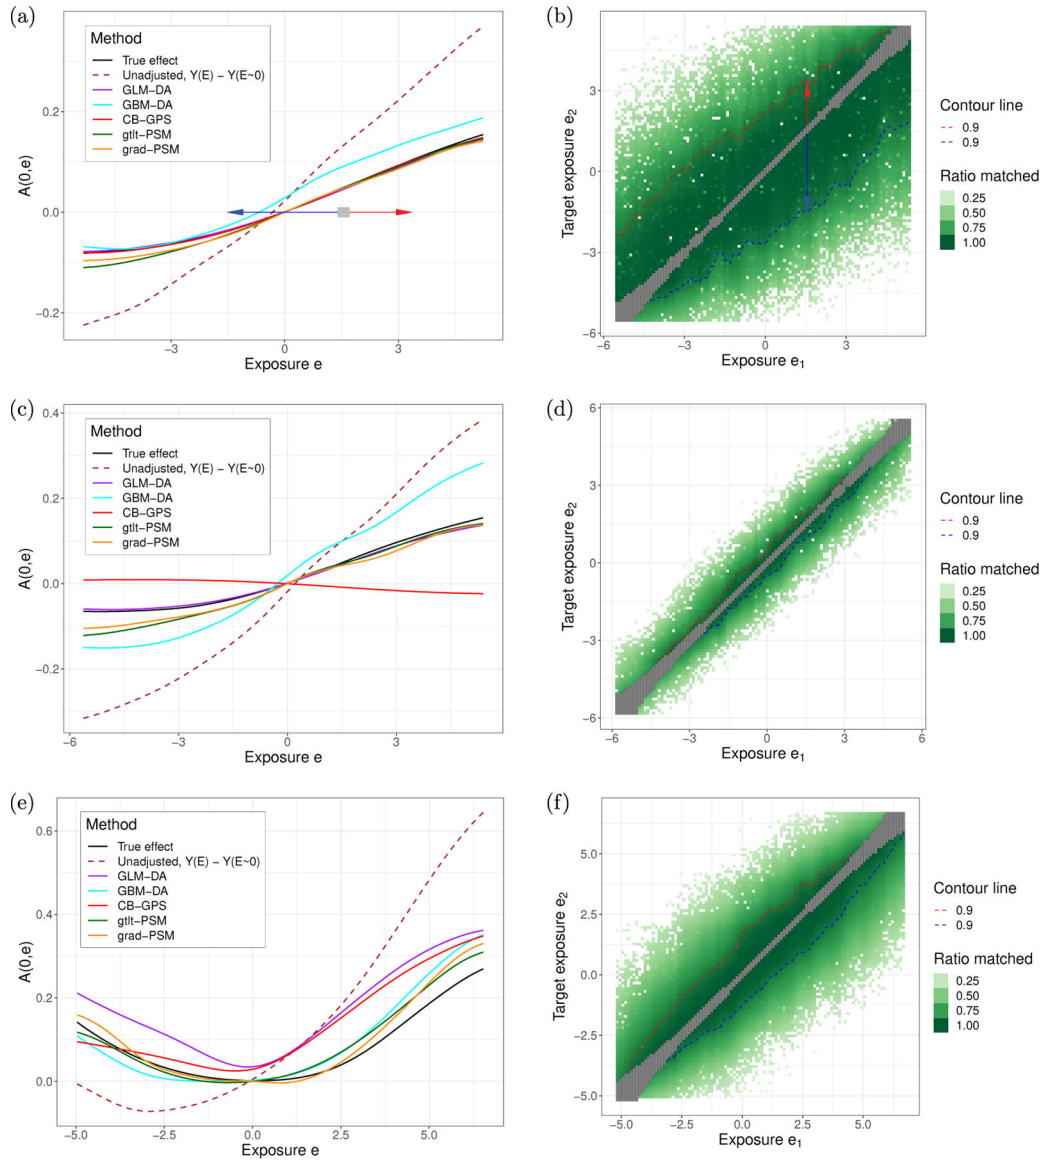 (a)
Method
True effect
Unadjusted, Y(E) − Y(E~0)
GLM−DA
GBM−DA
CB−GPS
gtlt−PSM
grad−PSM
A(0,e)
0.2
0.0
−0.2
−3
0
3
Exposure e
(b)
Target exposure e₂
3
0
−3
−6
−6
−3
0
3
Exposure e₁
Contour line
0.9
0.9
Ratio matched
0.25
0.50
0.75
1.00
(c)
Method
True effect
Unadjusted, Y(E) − Y(E~0)
GLM−DA
GBM−DA
CB−GPS
gtlt−PSM
grad−PSM
A(0,e)
0.4
0.2
0.0
−0.2
−6
−3
0
3
Exposure e
(d)
Target exposure e₂
6
3
0
−3
−6
−6
−3
0
3
6
Exposure e₁
Contour line
0.9
0.9
Ratio matched
0.25
0.50
0.75
1.00
(e)
Method
True effect
Unadjusted, Y(E) − Y(E~0)
GLM−DA
GBM−DA
CB−GPS
gtlt−PSM
grad−PSM
A(0,e)
0.6
0.4
0.2
0.0
−5.0
−2.5
0.0
2.5
5.0
Exposure e
(f)
Target exposure e₂
5.0
2.5
0.0
−2.5
−5.0
−5.0
−2.5
0.0
2.5
5.0
Exposure e₁
Contour line
0.9
0.9
Ratio matched
0.25
0.50
0.75
1.00